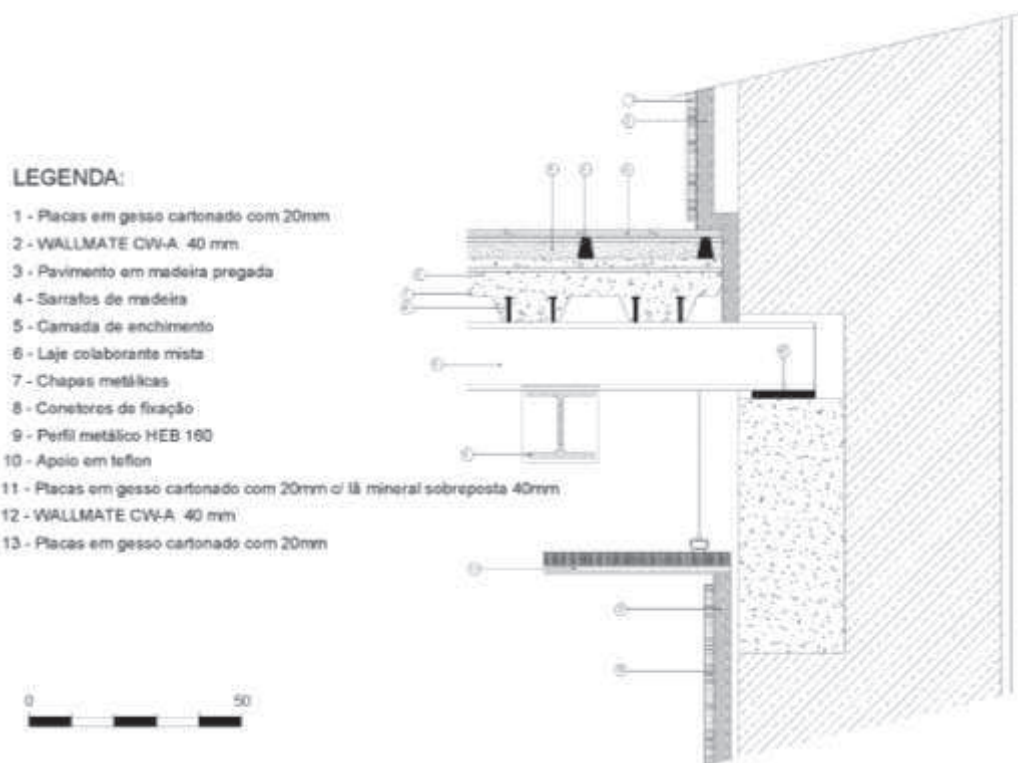 LEGENDA:
1 - Placas em gesso cartonado com 20mm
2 - WALLMATE CW-A 40 mm
3 - Pavimento em madeira pregada
4 - Sarrafos de madeira
5 - Camada de enchimento
6 - Laje colaborante mista
7 - Chapas metálicas
8 - Conetores de fixação
9 - Perfil metálico HEB 160
10 - Apoio em teflon
11 - Placas em gesso cartonado com 20mm c/ lã mineral sobreposta 40mm
12 - WALLMATE CW-A 40 mm
13 - Placas em gesso cartonado com 20mm
0 50